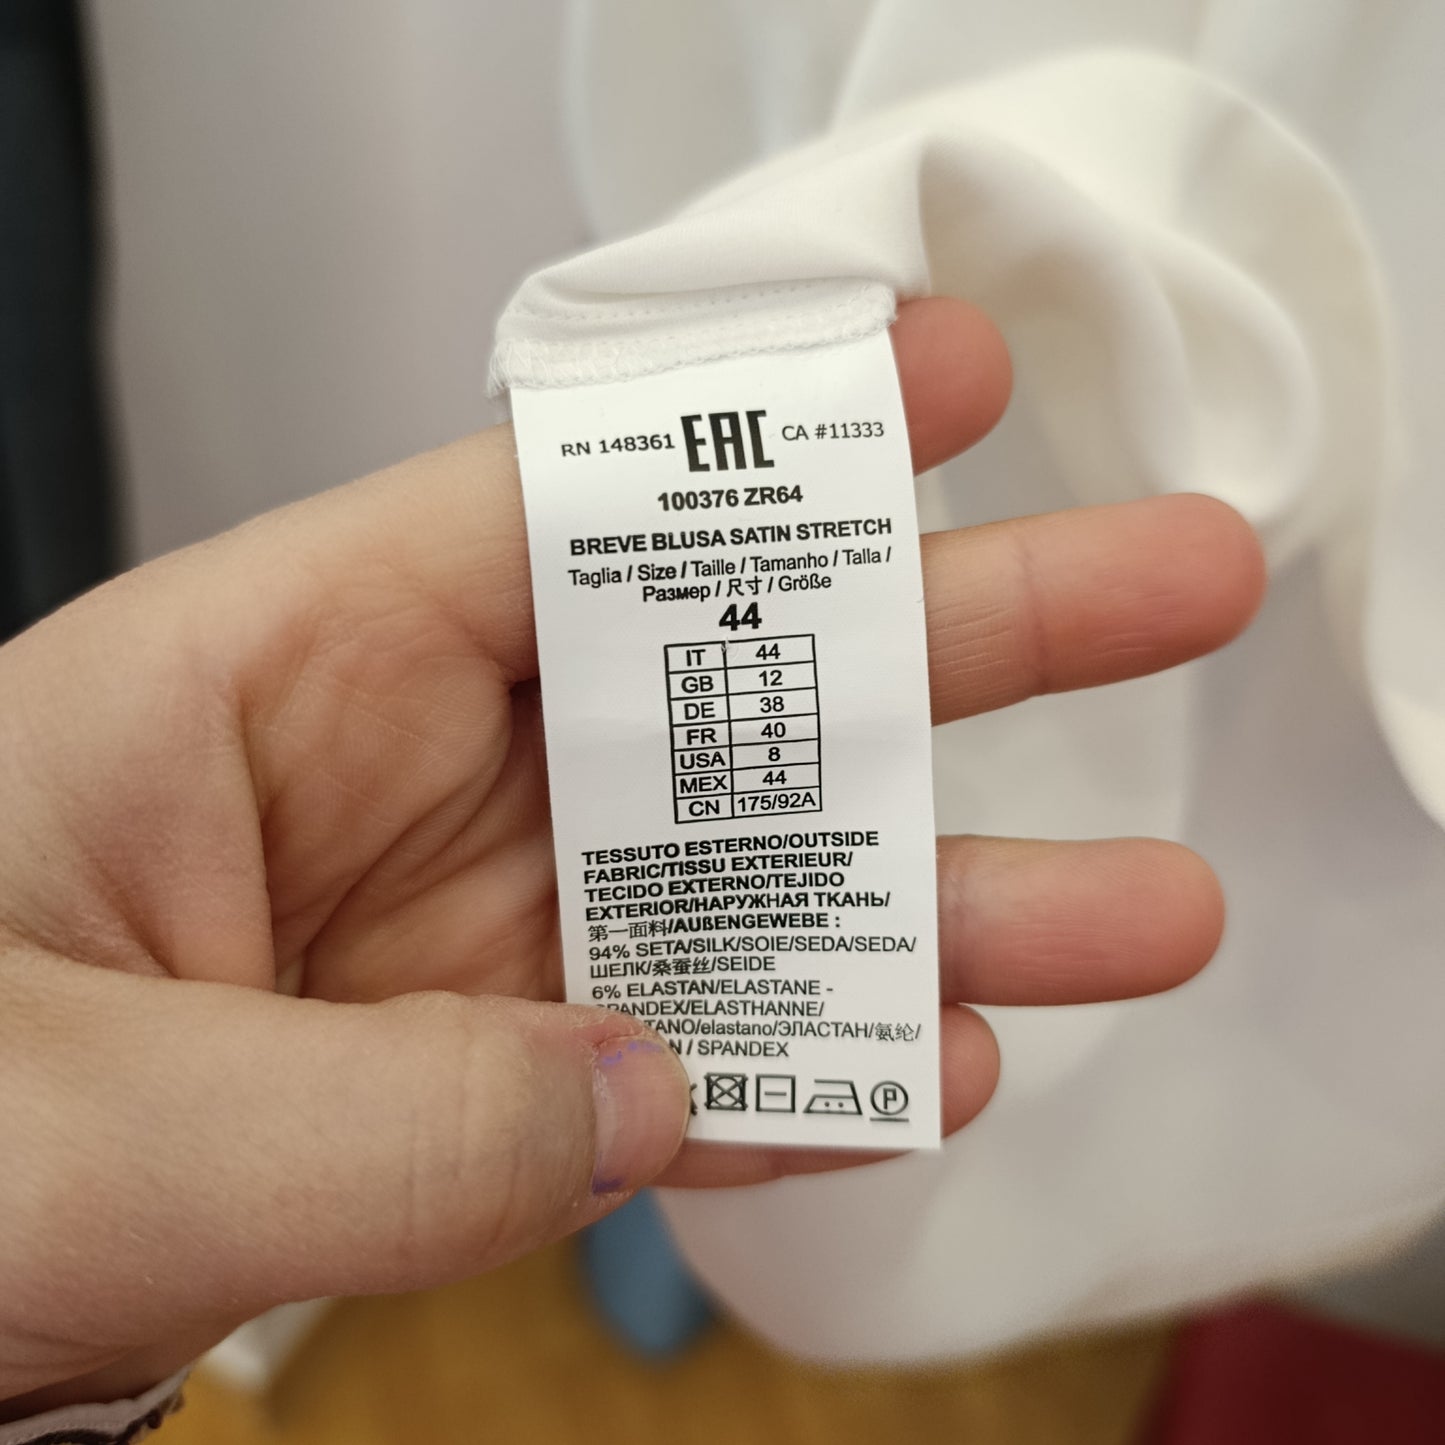 RN 148361 EAC CA #11333
100376 ZR64
BREVE BLUSA SATIN STRETCH
Taglia / Size / Taille / Tamanho / Talla /
Размер / 尺寸 / Größe
44
IT 44
GB 12
DE 38
FR 40
USA 8
MEX 44
CN 175/92A
TESSUTO ESTERNO/OUTSIDE
FABRIC/TISSU EXTERIEUR/
TECIDO EXTERNO/TEJIDO
EXTERIOR/НАРУЖНАЯ ТКАНЬ/
第一面料/AUßENGEWEBE :
94% SETA/SILK/SOIE/SEDA/SEDA/
ШЕЛК/桑蚕丝/SEIDE
6% ELASTAN/ELASTANE -
/ELASTHANNE/
/elastano/ЭЛАСТАН/氨纶/
/ SPANDEX
P